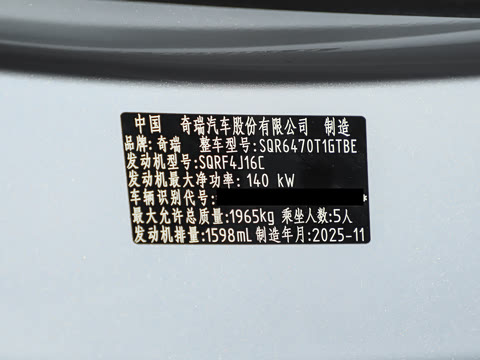 中国 奇瑞汽车股份有限公司 制造
品牌:奇瑞 整车型号:SQR6470T1GTBE
发动机型号:SQRF4J16C
发动机最大净功率:140 kW
车辆识别代号:
最大允许总质量:1965kg 乘坐人数:5人
发动机排量:1598mL 制造年月:2025-11